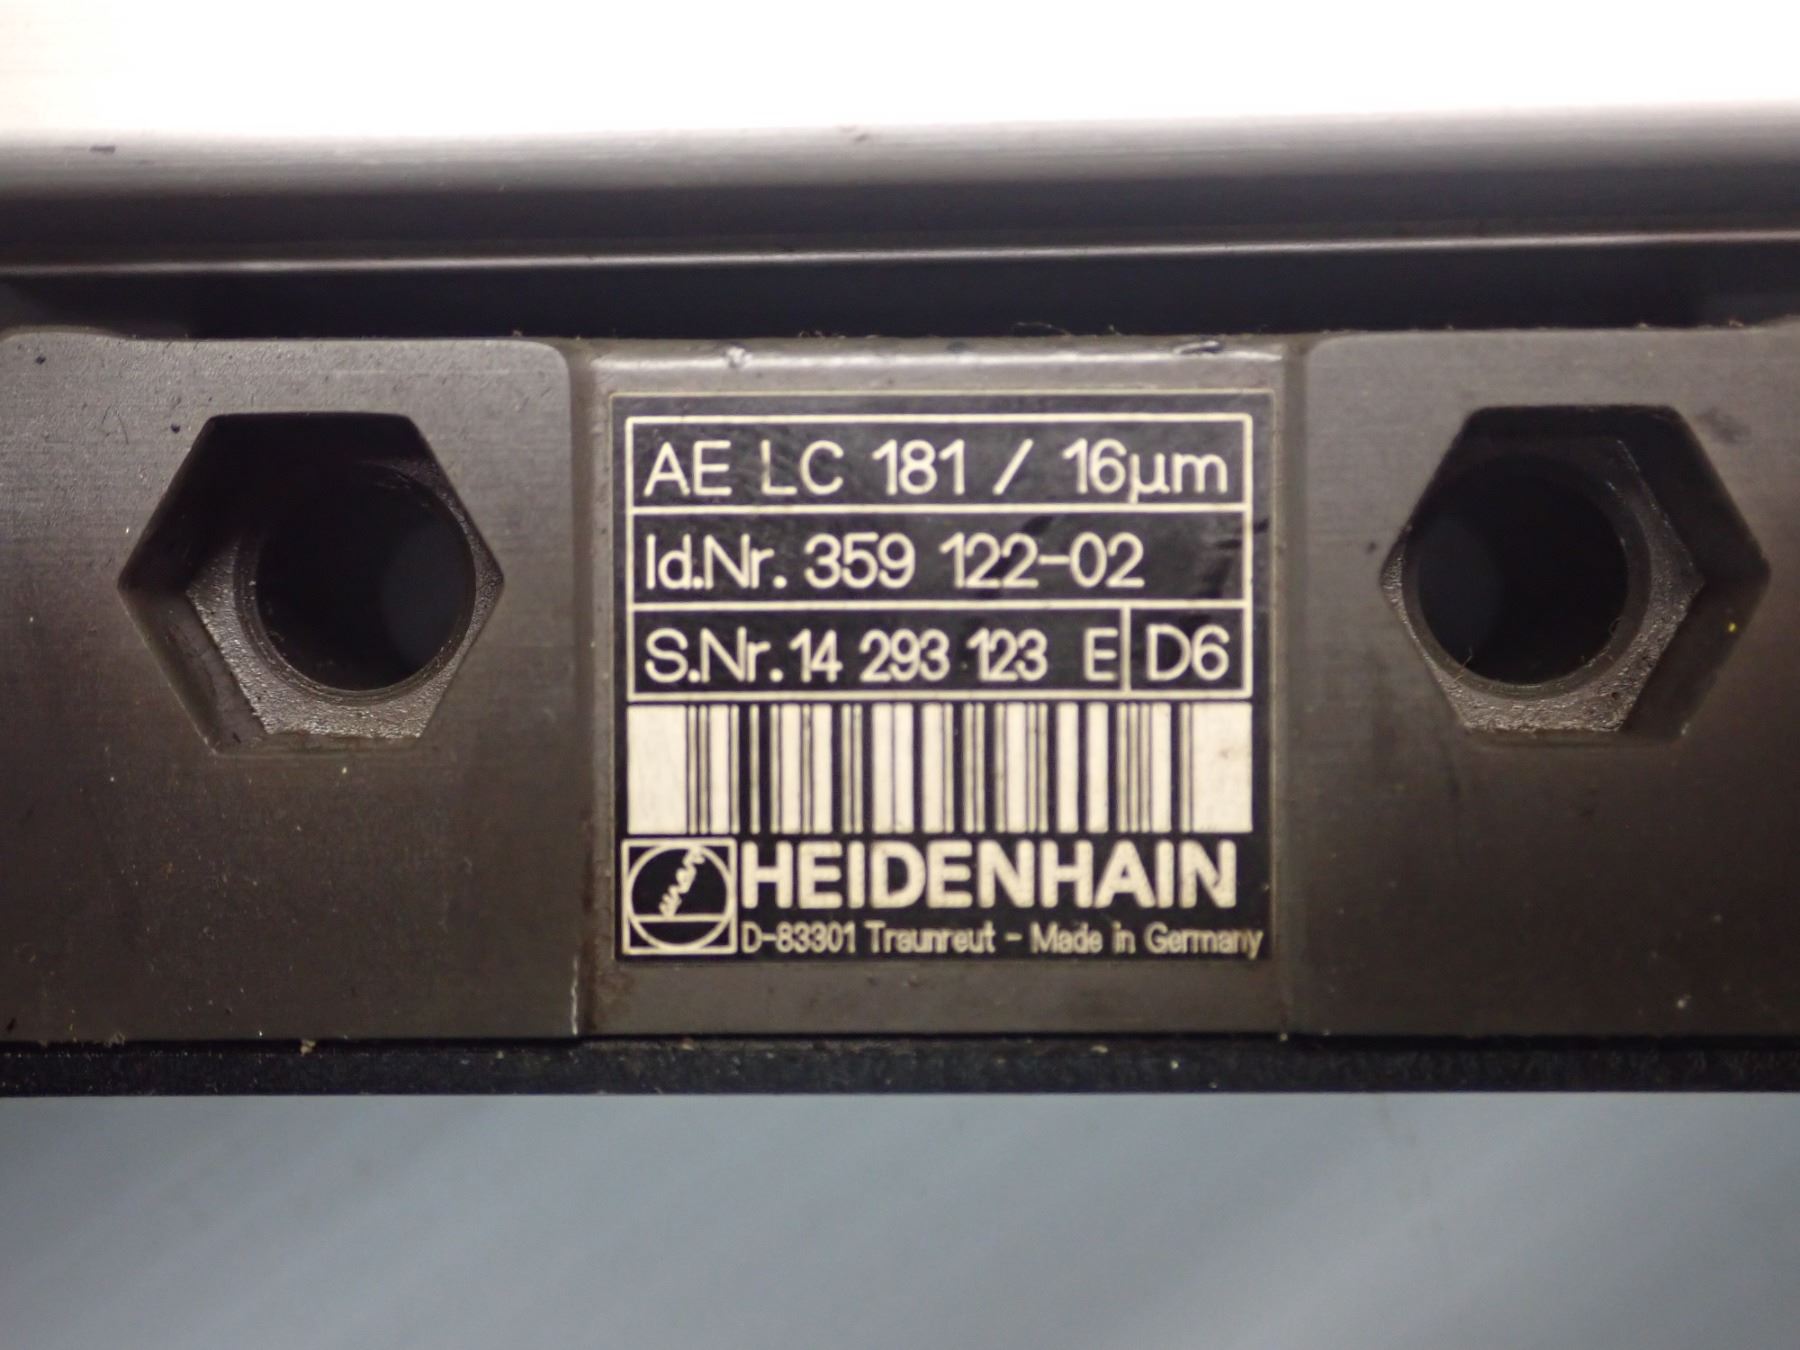 AE LC 181 / 16µm
Id.Nr. 359 122-02
S.Nr. 14 293 123 E D6
HEIDENHAIN
D-83301 Traunreut - Made in Germany